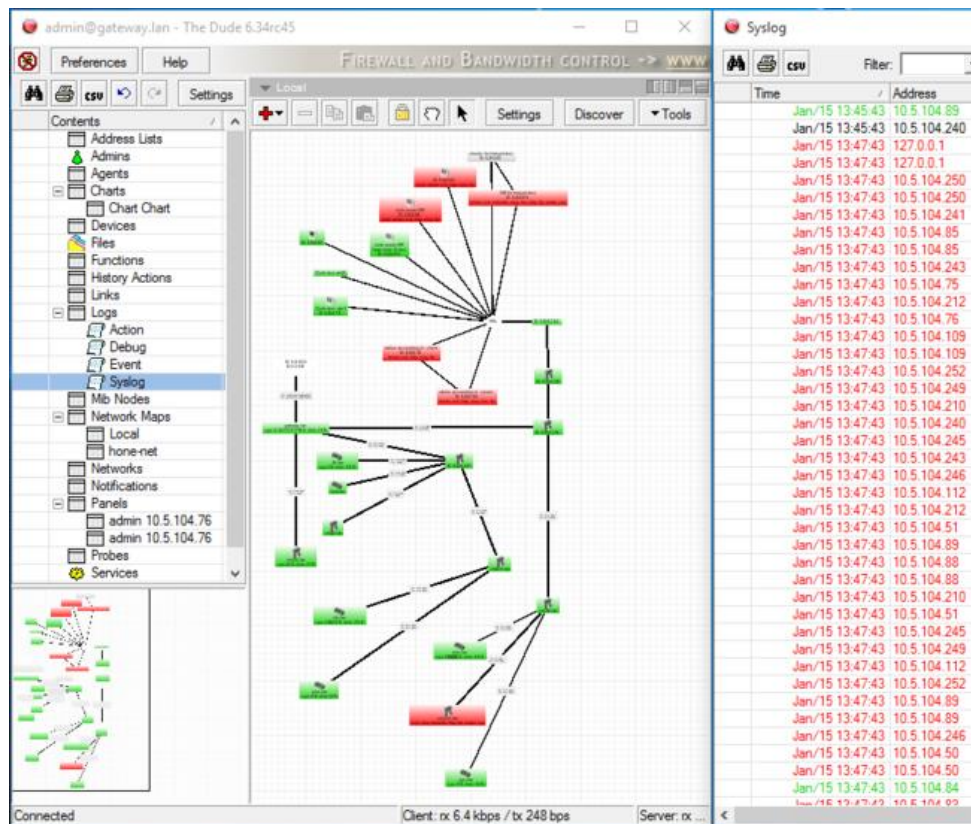 admin@gateway.lan - The Dude 6.34rc45
Preferences
Help
FIREWALL AND BANDWIDTH CONTROL -> WWW
CSV
Settings
Contents
Address Lists
Admins
Agents
Charts
Chart Chart
Devices
Files
Functions
History Actions
Links
Logs
Action
Debug
Event
Syslog
Mib Nodes
Network Maps
Local
hone-net
Networks
Notifications
Panels
admin 10.5.104.76
admin 10.5.104.76
Probes
Services
Local
Settings
Discover
Tools
Connected
Client: rx 6.4 kbps / tx 248 bps
Server: rx ...
Syslog
CSV
Filter:
Time Address
Jan/15 13:45:43 10.5.104.89
Jan/15 13:45:43 10.5.104.240
Jan/15 13:47:43 127.0.0.1
Jan/15 13:47:43 127.0.0.1
Jan/15 13:47:43 10.5.104.250
Jan/15 13:47:43 10.5.104.250
Jan/15 13:47:43 10.5.104.241
Jan/15 13:47:43 10.5.104.85
Jan/15 13:47:43 10.5.104.85
Jan/15 13:47:43 10.5.104.243
Jan/15 13:47:43 10.5.104.75
Jan/15 13:47:43 10.5.104.212
Jan/15 13:47:43 10.5.104.76
Jan/15 13:47:43 10.5.104.109
Jan/15 13:47:43 10.5.104.109
Jan/15 13:47:43 10.5.104.252
Jan/15 13:47:43 10.5.104.249
Jan/15 13:47:43 10.5.104.210
Jan/15 13:47:43 10.5.104.240
Jan/15 13:47:43 10.5.104.245
Jan/15 13:47:43 10.5.104.243
Jan/15 13:47:43 10.5.104.246
Jan/15 13:47:43 10.5.104.112
Jan/15 13:47:43 10.5.104.212
Jan/15 13:47:43 10.5.104.51
Jan/15 13:47:43 10.5.104.89
Jan/15 13:47:43 10.5.104.88
Jan/15 13:47:43 10.5.104.88
Jan/15 13:47:43 10.5.104.210
Jan/15 13:47:43 10.5.104.51
Jan/15 13:47:43 10.5.104.245
Jan/15 13:47:43 10.5.104.249
Jan/15 13:47:43 10.5.104.112
Jan/15 13:47:43 10.5.104.252
Jan/15 13:47:43 10.5.104.89
Jan/15 13:47:43 10.5.104.89
Jan/15 13:47:43 10.5.104.246
Jan/15 13:47:43 10.5.104.50
Jan/15 13:47:43 10.5.104.50
Jan/15 13:47:43 10.5.104.84